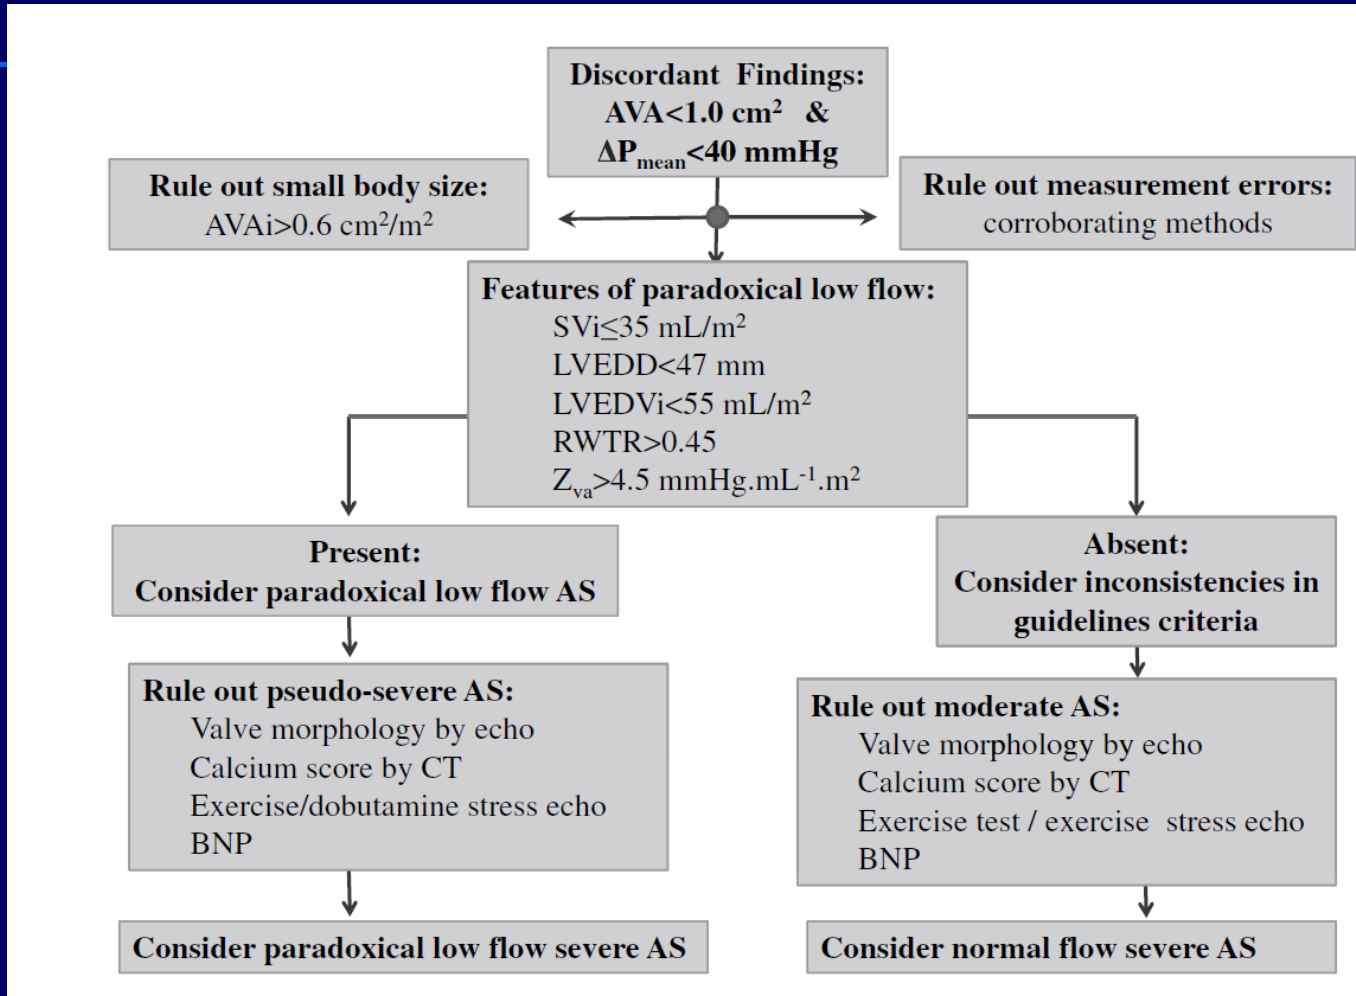 Discordant Findings:
AVA<1.0 cm² &
ΔPmean<40 mmHg
Rule out small body size:
AVAi>0.6 cm²/m²
Rule out measurement errors:
corroborating methods
Features of paradoxical low flow:
SVi≤35 mL/m²
LVEDD<47 mm
LVEDVi<55 mL/m²
RWTR>0.45
Zva>4.5 mmHg.mL⁻¹.m²
Present:
Consider paradoxical low flow AS
Absent:
Consider inconsistencies in
guidelines criteria
Rule out pseudo-severe AS:
Valve morphology by echo
Calcium score by CT
Exercise/dobutamine stress echo
BNP
Rule out moderate AS:
Valve morphology by echo
Calcium score by CT
Exercise test / exercise stress echo
BNP
Consider paradoxical low flow severe AS
Consider normal flow severe AS